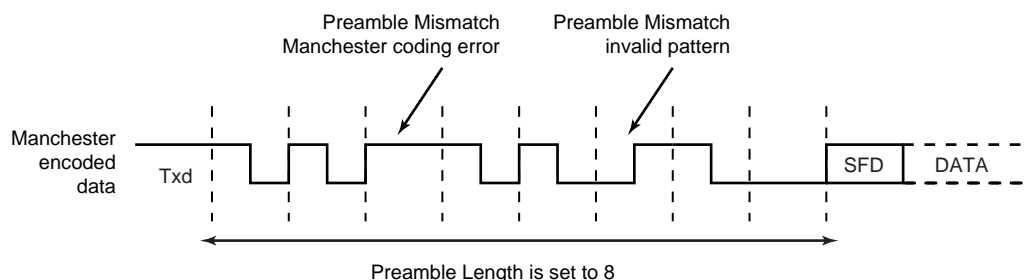 Preamble Mismatch
Manchester coding error
Preamble Mismatch
invalid pattern
Manchester
encoded
data
Txd
SFD
DATA
Preamble Length is set to 8